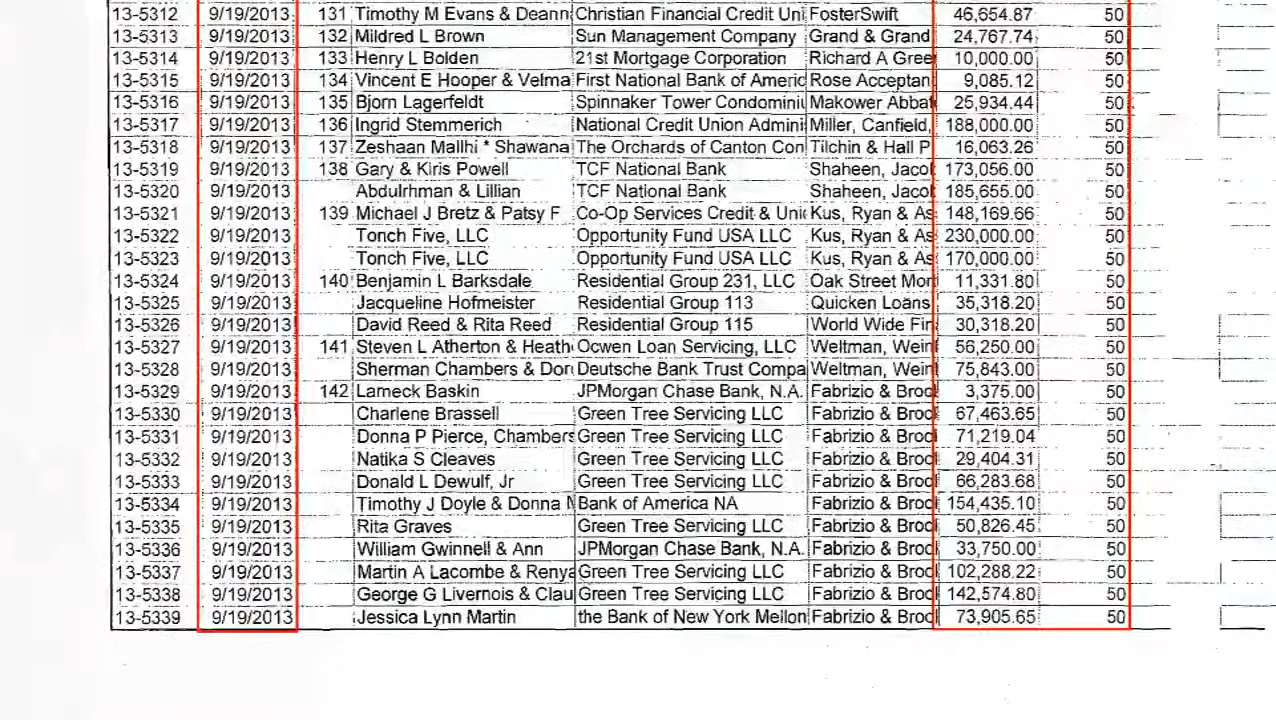 13-5312 9/19/2013 131 Timothy M Evans & Deann Christian Financial Credit Uni FosterSwift 46,654.87 50
13-5313 9/19/2013 132 Mildred L Brown Sun Management Company Grand & Grand 24,767.74 50
13-5314 9/19/2013 133 Henry L Bolden 21st Mortgage Corporation Richard A Gree 10,000.00 50
13-5315 9/19/2013 134 Vincent E Hooper & Velma First National Bank of Americ Rose Acceptan 9,085.12 50
13-5316 9/19/2013 135 Bjorn Lagerfeldt Spinnaker Tower Condomini Makower Abbat 25,934.44 50
13-5317 9/19/2013 136 Ingrid Stemmerich National Credit Union Admini Miller, Canfield, 188,000.00 50
13-5318 9/19/2013 137 Zeshaan Mallhi * Shawana The Orchards of Canton Con Tilchin & Hall P 16,063.26 50
13-5319 9/19/2013 138 Gary & Kiris Powell TCF National Bank Shaheen, Jacob 173,056.00 50
13-5320 9/19/2013 Abdulrhman & Lillian TCF National Bank Shaheen, Jacob 185,655.00 50
13-5321 9/19/2013 139 Michael J Bretz & Patsy F Co-Op Services Credit & Unic Kus, Ryan & As 148,169.66 50
13-5322 9/19/2013 Tonch Five, LLC Opportunity Fund USA LLC Kus, Ryan & As 230,000.00 50
13-5323 9/19/2013 Tonch Five, LLC Opportunity Fund USA LLC Kus, Ryan & As 170,000.00 50
13-5324 9/19/2013 140 Benjamin L Barksdale Residential Group 231, LLC Oak Street Mor 11,331.80 50
13-5325 9/19/2013 Jacqueline Hofmeister Residential Group 113 Quicken Loans 35,318.20 50
13-5326 9/19/2013 David Reed & Rita Reed Residential Group 115 World Wide Fin 30,318.20 50
13-5327 9/19/2013 141 Steven L Atherton & Heath Ocwen Loan Servicing, LLC Weltman, Wein 56,250.00 50
13-5328 9/19/2013 Sherman Chambers & Dor Deutsche Bank Trust Compa Weltman, Wein 75,843.00 50
13-5329 9/19/2013 142 Lameck Baskin JPMorgan Chase Bank, N.A. Fabrizio & Broo 3,375.00 50
13-5330 9/19/2013 Charlene Brassell Green Tree Servicing LLC Fabrizio & Broo 67,463.65 50
13-5331 9/19/2013 Donna P Pierce, Chambers Green Tree Servicing LLC Fabrizio & Broo 71,219.04 50
13-5332 9/19/2013 Natika S Cleaves Green Tree Servicing LLC Fabrizio & Broo 29,404.31 50
13-5333 9/19/2013 Donald L Dewulf, Jr Green Tree Servicing LLC Fabrizio & Broo 66,283.68 50
13-5334 9/19/2013 Timothy J Doyle & Donna M Bank of America NA Fabrizio & Broo 154,435.10 50
13-5335 9/19/2013 Rita Graves Green Tree Servicing LLC Fabrizio & Broo 50,826.45 50
13-5336 9/19/2013 William Gwinnell & Ann JPMorgan Chase Bank, N.A. Fabrizio & Broo 33,750.00 50
13-5337 9/19/2013 Martin A Lacombe & Renya Green Tree Servicing LLC Fabrizio & Broo 102,288.22 50
13-5338 9/19/2013 George G Livernois & Clau Green Tree Servicing LLC Fabrizio & Broo 142,574.80 50
13-5339 9/19/2013 Jessica Lynn Martin the Bank of New York Mellon Fabrizio & Broo 73,905.65 50